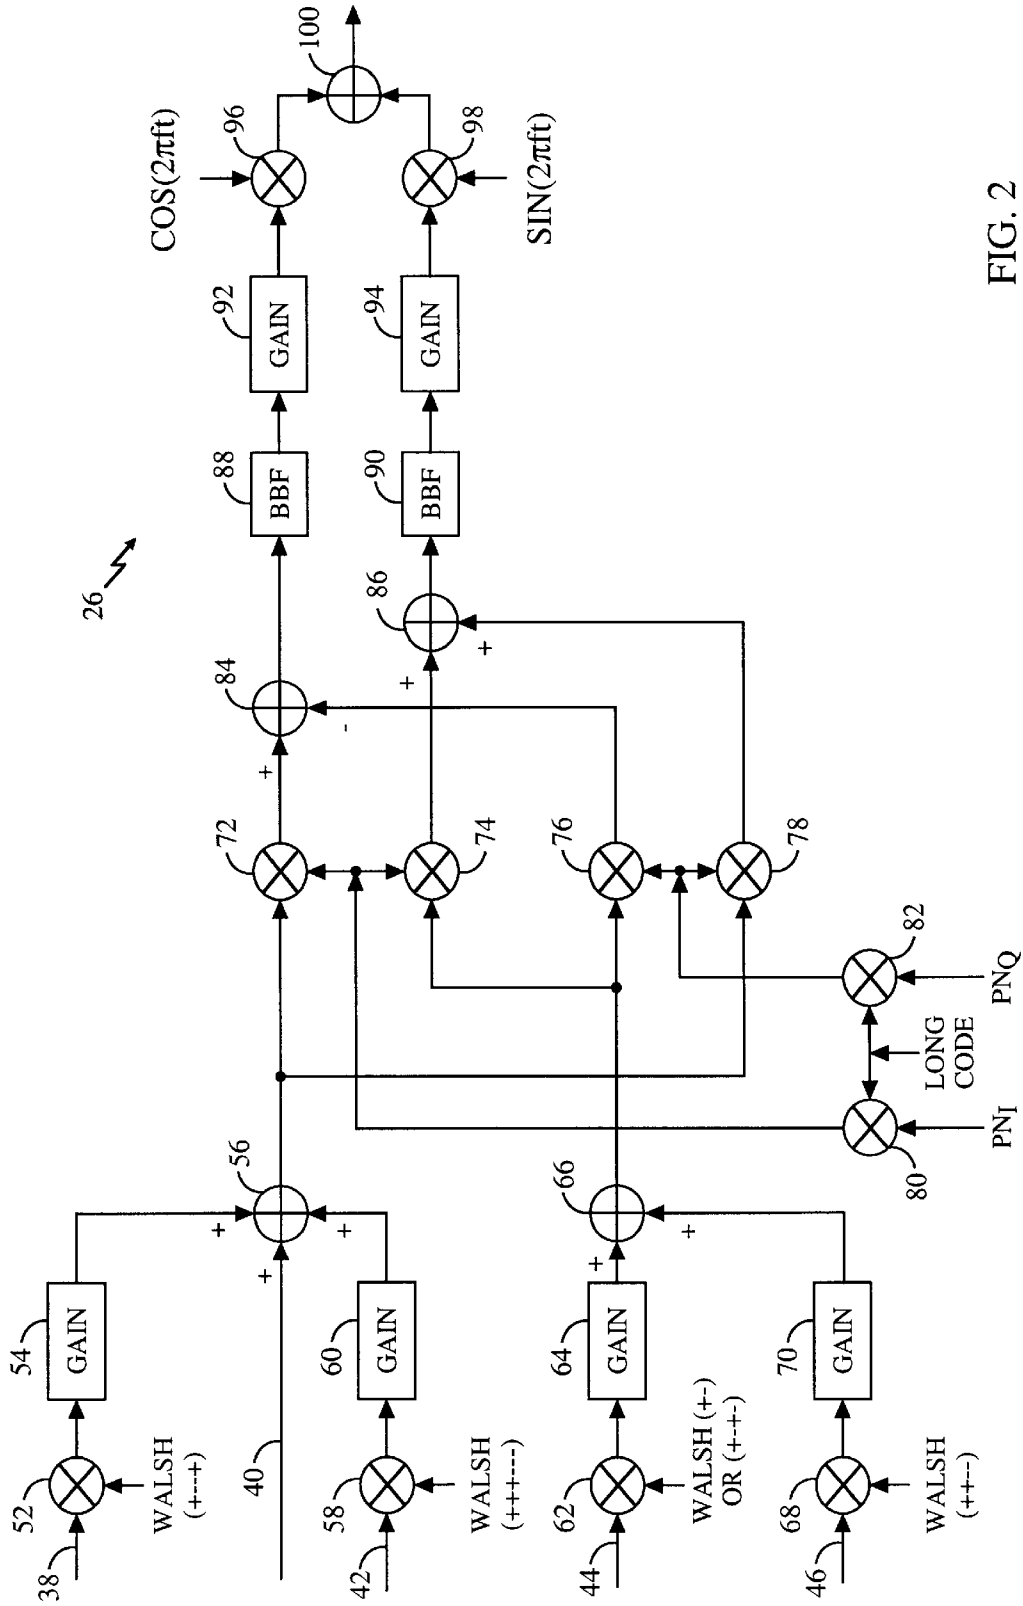 FIG. 2
26
38
52
WALSH
(+--+)
54
GAIN
40
42
58
WALSH
(+++---)
60
GAIN
+
+
+
56
44
62
WALSH (+-)
OR (+-+-)
64
GAIN
46
68
WALSH
(++--)
70
GAIN
+
+
66
80
PN_I
LONG
CODE
82
PN_Q
72
74
76
78
+
-
84
+
+
86
88
BBF
90
BBF
92
GAIN
94
GAIN
COS(2πft)
96
98
SIN(2πft)
100